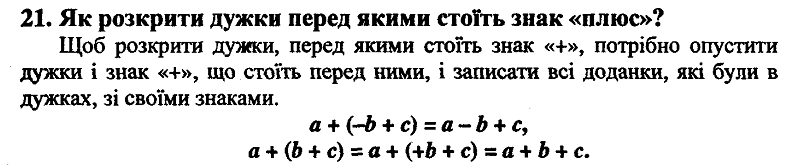 21. Як розкрити дужки перед якими стоїть знак «плюс»?
Щоб розкрити дужки, перед якими стоїть знак «+», потрібно опустити
дужки і знак «+», що стоїть перед ними, і записати всі доданки, які були в
дужках, зі своїми знаками.
a + (–b + c) = a – b + c,
a + (b + c) = a + (+b + c) = a + b + c.